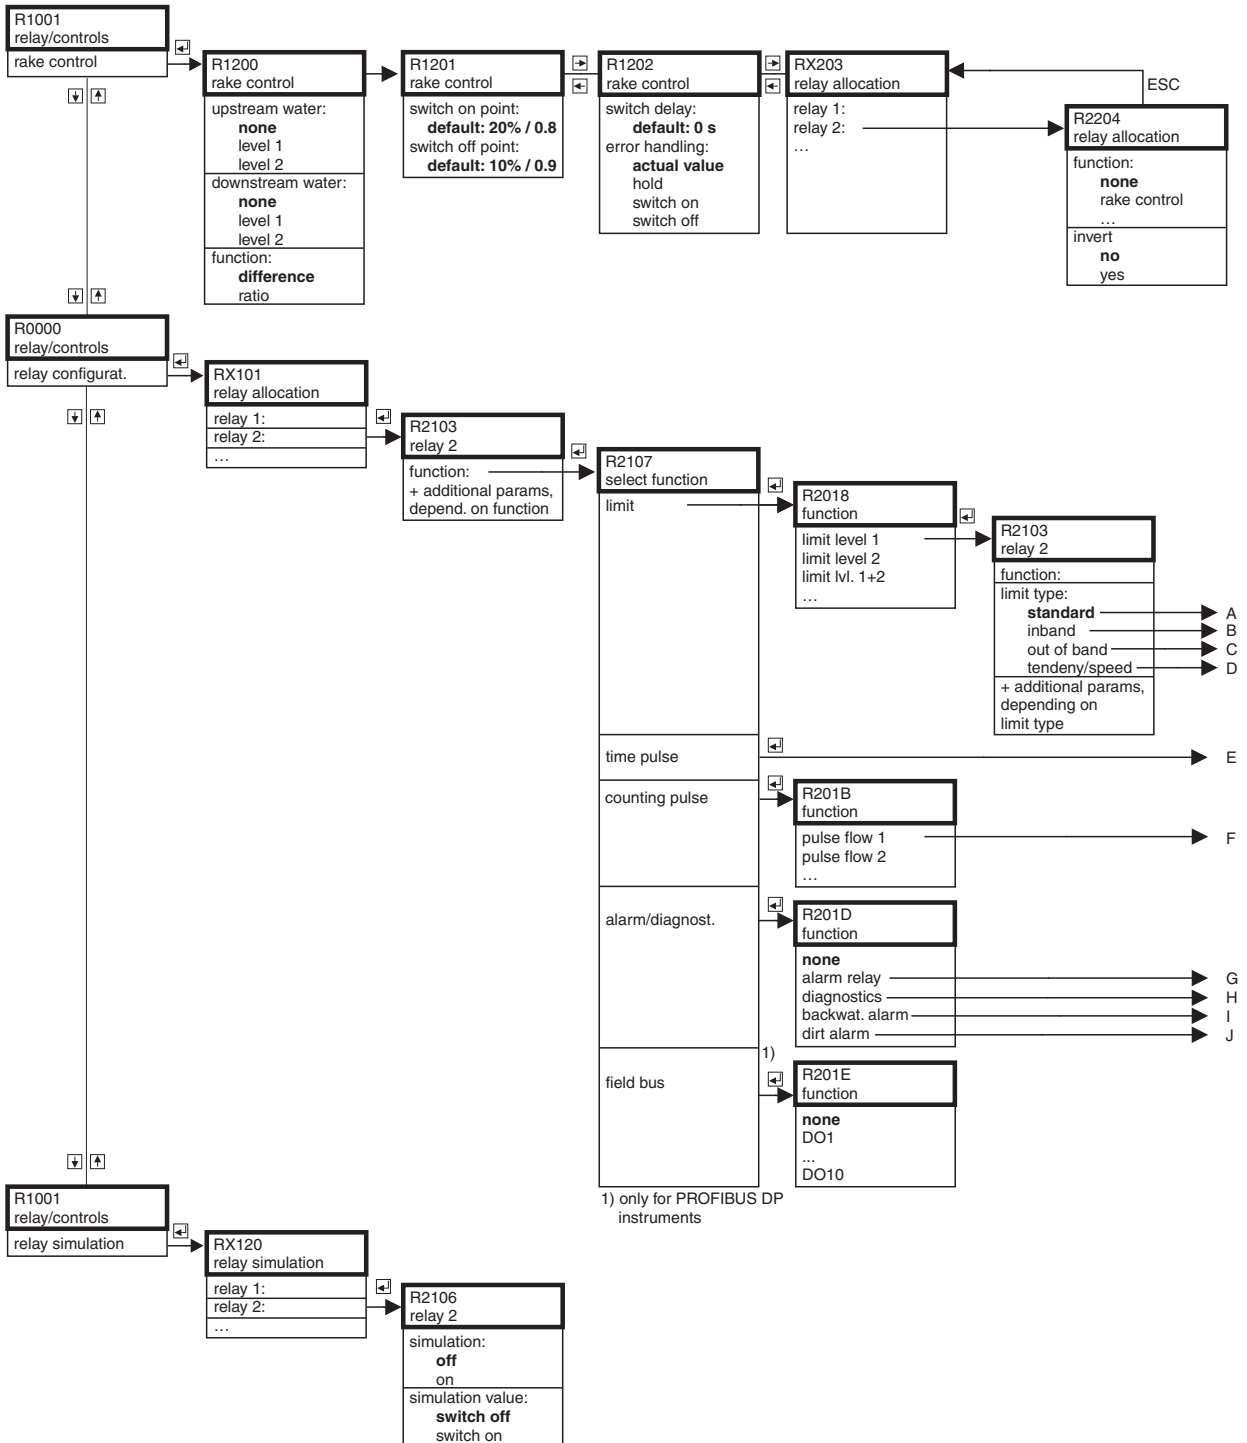 R1001
relay/controls
rake control
R1200
rake control
upstream water:
none
level 1
level 2
downstream water:
none
level 1
level 2
function:
difference
ratio
R1201
rake control
switch on point:
default: 20% / 0.8
switch off point:
default: 10% / 0.9
R1202
rake control
switch delay:
default: 0 s
error handling:
actual value
hold
switch on
switch off
RX203
relay allocation
relay 1:
relay 2:
...
ESC
R2204
relay allocation
function:
none
rake control
...
invert
no
yes
R0000
relay/controls
relay configurat.
RX101
relay allocation
relay 1:
relay 2:
...
R2103
relay 2
function:
+ additional params,
depend. on function
R2107
select function
limit
time pulse
counting pulse
alarm/diagnost.
1)
field bus
1) only for PROFIBUS DP
instruments
R2018
function
limit level 1
limit level 2
limit lvl. 1+2
...
R2103
relay 2
function:
limit type:
standard
inband
out of band
tendeny/speed
+ additional params,
depending on
limit type
A
B
C
D
E
R201B
function
pulse flow 1
pulse flow 2
...
F
R201D
function
none
alarm relay
diagnostics
backwat. alarm
dirt alarm
G
H
I
J
R201E
function
none
DO1
...
DO10
R1001
relay/controls
relay simulation
RX120
relay simulation
relay 1:
relay 2:
...
R2106
relay 2
simulation:
off
on
simulation value:
switch off
switch on